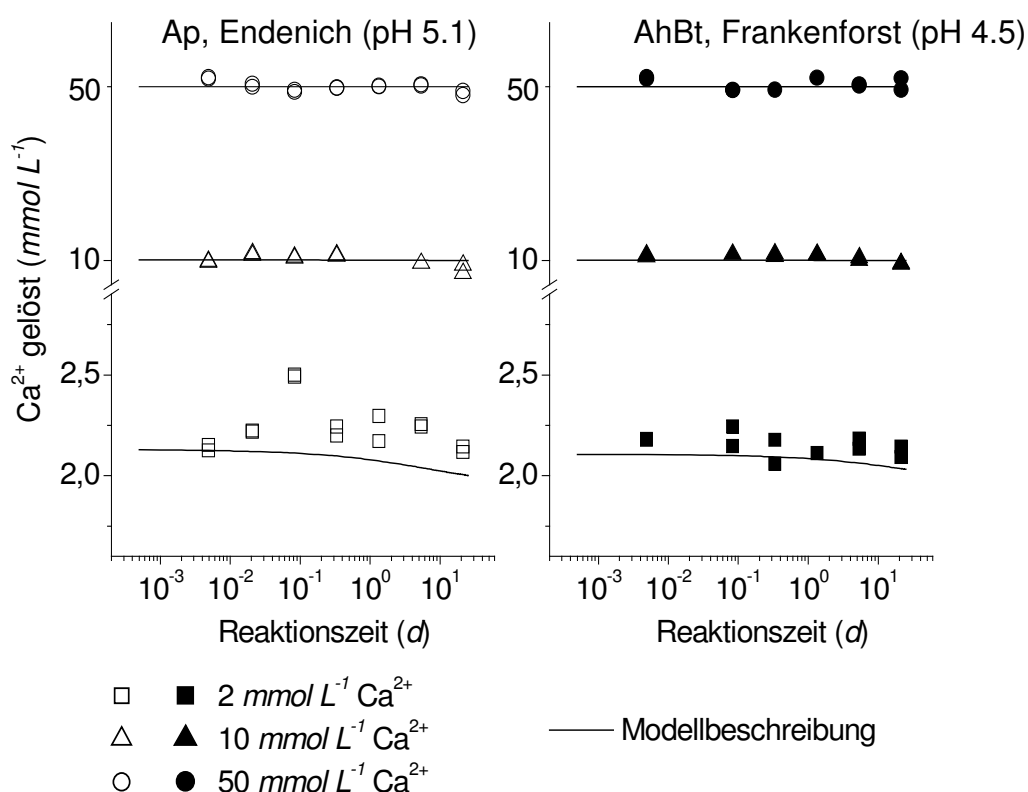 Ap, Endenich (pH 5.1)
AhBt, Frankenforst (pH 4.5)
Ca²⁺ gelöst (mmol L⁻¹)
50
10
2,5
2,0
50
10
2,5
2,0
10⁻³ 10⁻² 10⁻¹ 10⁰ 10¹
10⁻³ 10⁻² 10⁻¹ 10⁰ 10¹
Reaktionszeit (d)
Reaktionszeit (d)
2 mmol L⁻¹ Ca²⁺
10 mmol L⁻¹ Ca²⁺
50 mmol L⁻¹ Ca²⁺
Modellbeschreibung